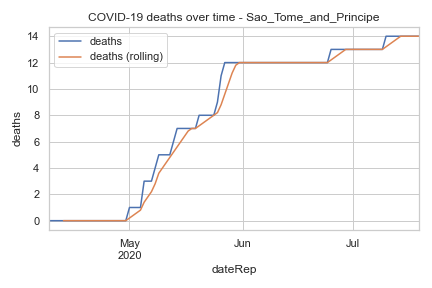 COVID-19 deaths over time - Sao_Tome_and_Principe
deaths
deaths (rolling)
14
12
10
8
6
4
2
0
deaths
May
2020
Jun
Jul
dateRep